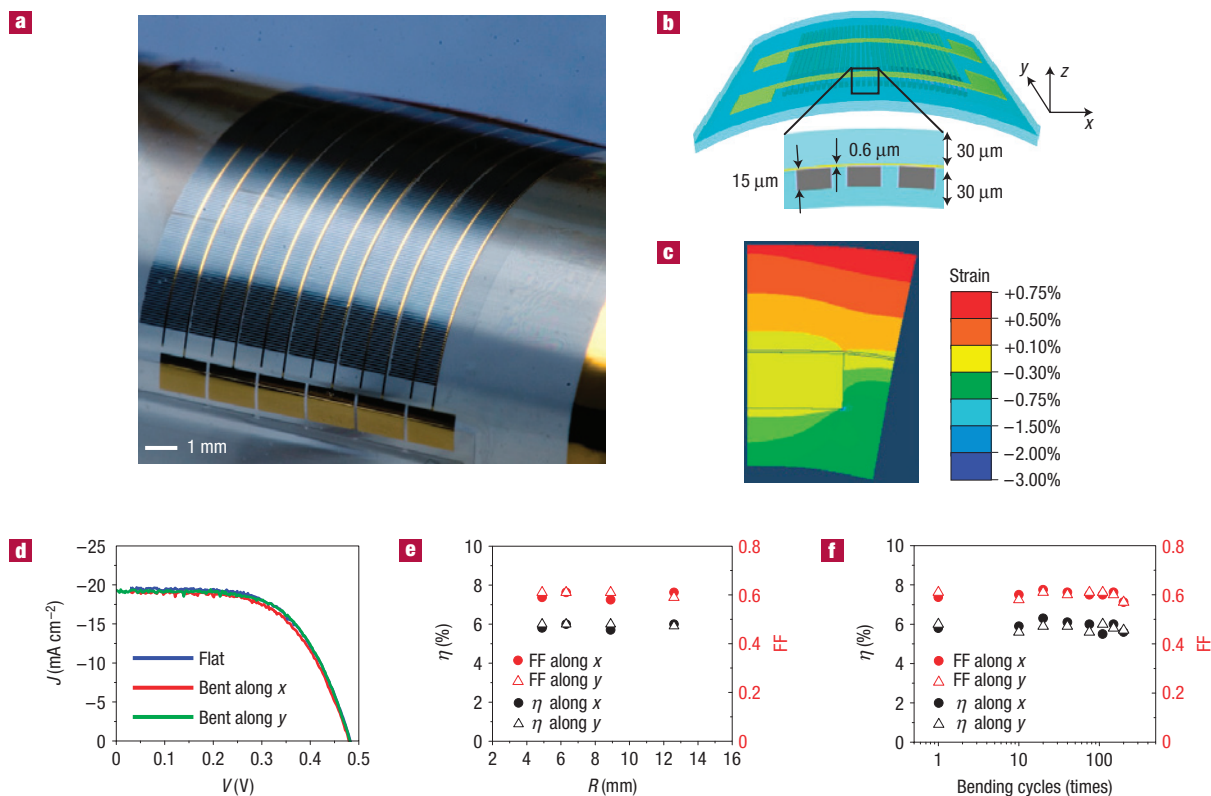 a
1 mm
b
y
z
x
0.6 μm
30 μm
15 μm
30 μm
c
Strain
+0.75%
+0.50%
+0.10%
−0.30%
−0.75%
−1.50%
−2.00%
−3.00%
d
−25
−20
−15
−10
−5
0
J (mA cm⁻²)
Flat
Bent along x
Bent along y
0 0.1 0.2 0.3 0.4 0.5
V (V)
e
10
8
6
4
2
0
η (%)
0.8
0.6
0.4
0.2
0
FF
FF along x
FF along y
η along x
η along y
2 4 6 8 10 12 14 16
R (mm)
f
10
8
6
4
2
0
η (%)
0.8
0.6
0.4
0.2
0
FF
FF along x
FF along y
η along x
η along y
1 10 100
Bending cycles (times)